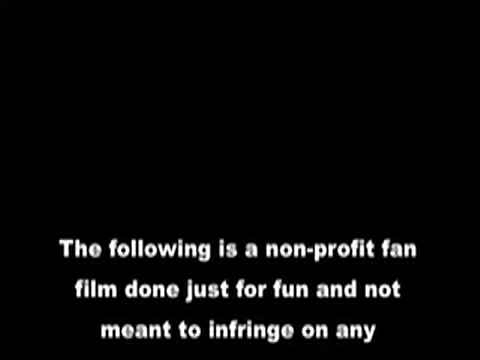 The following is a non-profit fan
film done just for fun and not
meant to infringe on any